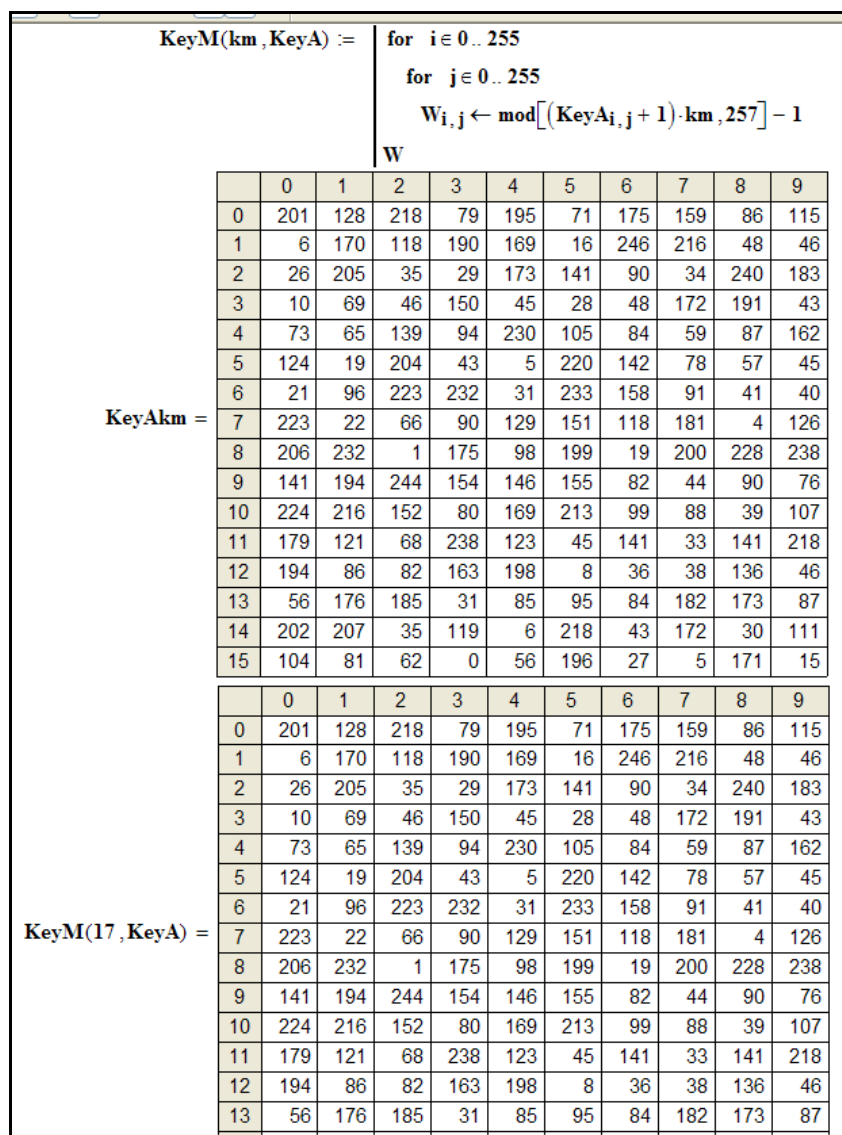 KeyM(km , KeyA) := for i ∈ 0 .. 255
for j ∈ 0 .. 255
W i , j ← mod[(KeyA i , j + 1)·km , 257] − 1
W
0 1 2 3 4 5 6 7 8 9
0 201 128 218 79 195 71 175 159 86 115
1 6 170 118 190 169 16 246 216 48 46
2 26 205 35 29 173 141 90 34 240 183
3 10 69 46 150 45 28 48 172 191 43
4 73 65 139 94 230 105 84 59 87 162
5 124 19 204 43 5 220 142 78 57 45
6 21 96 223 232 31 233 158 91 41 40
KeyAkm = 7 223 22 66 90 129 151 118 181 4 126
8 206 232 1 175 98 199 19 200 228 238
9 141 194 244 154 146 155 82 44 90 76
10 224 216 152 80 169 213 99 88 39 107
11 179 121 68 238 123 45 141 33 141 218
12 194 86 82 163 198 8 36 38 136 46
13 56 176 185 31 85 95 84 182 173 87
14 202 207 35 119 6 218 43 172 30 111
15 104 81 62 0 56 196 27 5 171 15
0 1 2 3 4 5 6 7 8 9
0 201 128 218 79 195 71 175 159 86 115
1 6 170 118 190 169 16 246 216 48 46
2 26 205 35 29 173 141 90 34 240 183
3 10 69 46 150 45 28 48 172 191 43
4 73 65 139 94 230 105 84 59 87 162
5 124 19 204 43 5 220 142 78 57 45
6 21 96 223 232 31 233 158 91 41 40
KeyM(17 , KeyA) = 7 223 22 66 90 129 151 118 181 4 126
8 206 232 1 175 98 199 19 200 228 238
9 141 194 244 154 146 155 82 44 90 76
10 224 216 152 80 169 213 99 88 39 107
11 179 121 68 238 123 45 141 33 141 218
12 194 86 82 163 198 8 36 38 136 46
13 56 176 185 31 85 95 84 182 173 87